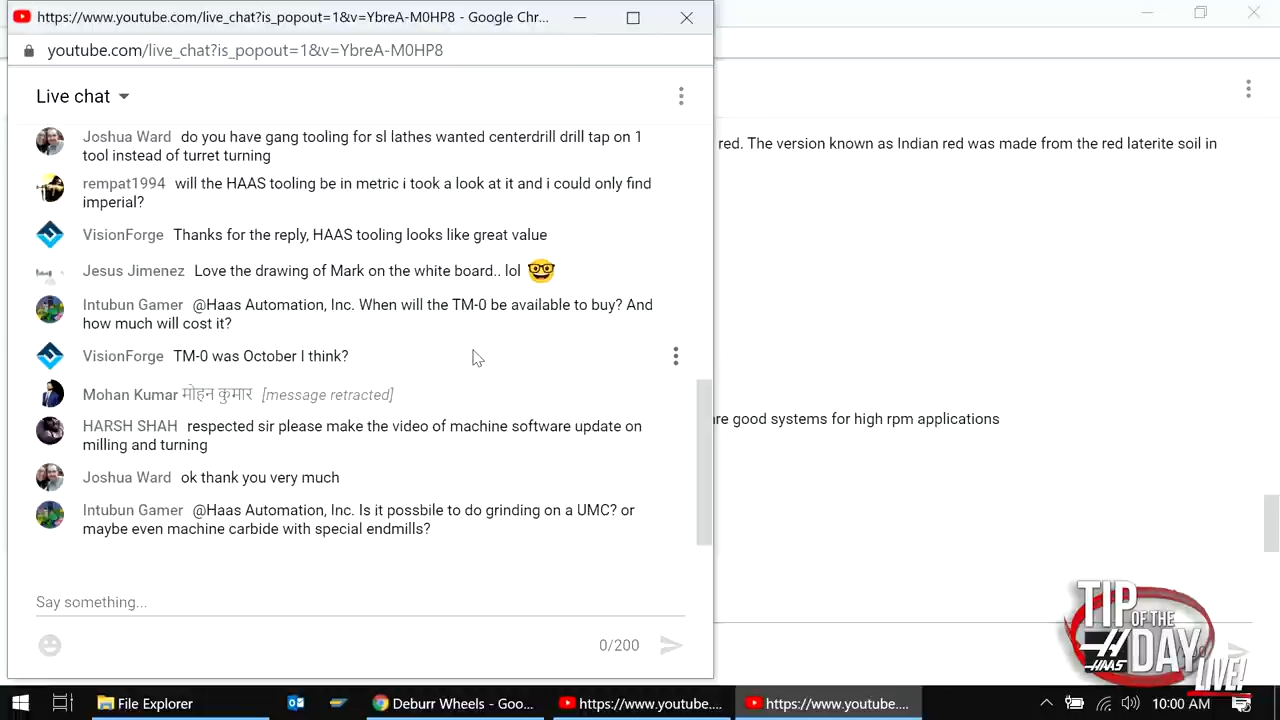 https://www.youtube.com/live_chat?is_popout=1&v=YbreA-M0HP8 - Google Chr...
youtube.com/live_chat?is_popout=1&v=YbreA-M0HP8
Live chat
Joshua Ward do you have gang tooling for sl lathes wanted centerdrill drill tap on 1
tool instead of turret turning
rempat1994 will the HAAS tooling be in metric i took a look at it and i could only find
imperial?
VisionForge Thanks for the reply, HAAS tooling looks like great value
Jesus Jimenez Love the drawing of Mark on the white board.. lol 🤓
Intubun Gamer @Haas Automation, Inc. When will the TM-0 be available to buy? And
how much will cost it?
VisionForge TM-0 was October I think?
Mohan Kumar मोहन कुमार [message retracted]
HARSH SHAH respected sir please make the video of machine software update on
milling and turning
Joshua Ward ok thank you very much
Intubun Gamer @Haas Automation, Inc. Is it possbile to do grinding on a UMC? or
maybe even machine carbide with special endmills?
Say something...
0/200
red. The version known as Indian red was made from the red laterite soil in
are good systems for high rpm applications
TIP
OF THE
DAY
HAAS
LIVE!
File Explorer
Deburr Wheels - Goo...
https://www.youtube....
https://www.youtube....
10:00 AM